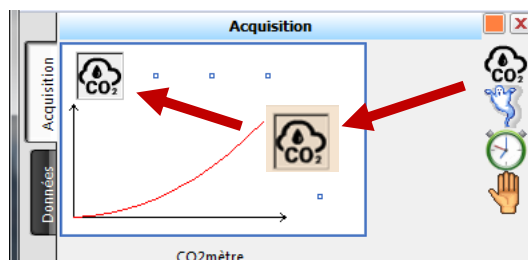 Acquisition
Acquisition
CO2
CO2
CO2
Données
CO2mètre